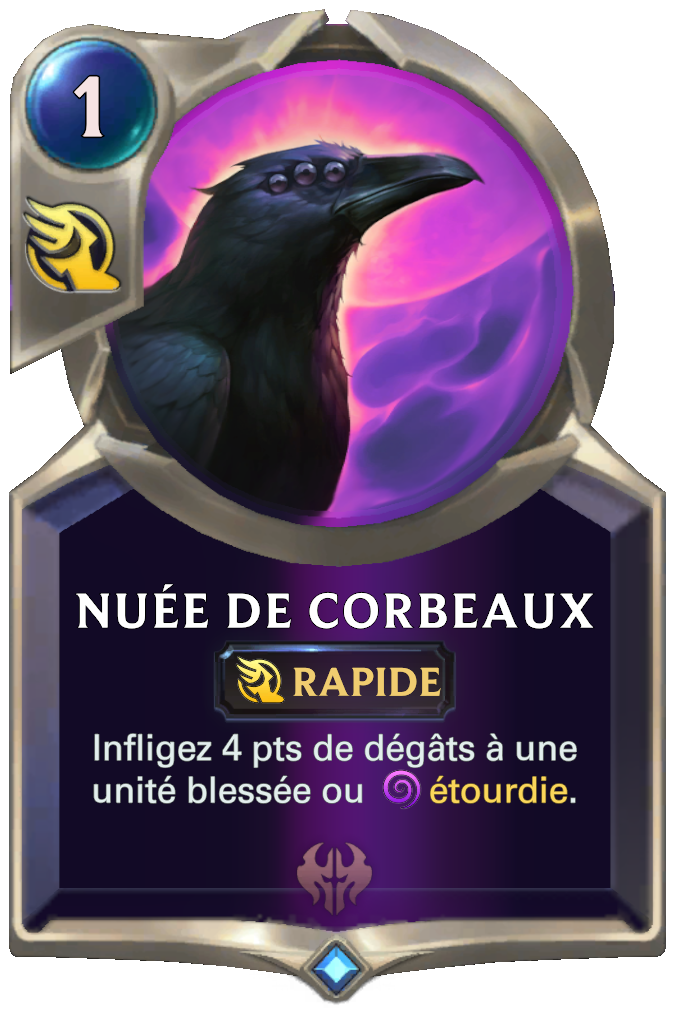 1
NUÉE DE CORBEAUX
RAPIDE
Infligez 4 pts de dégâts à une
unité blessée ou étourdie.